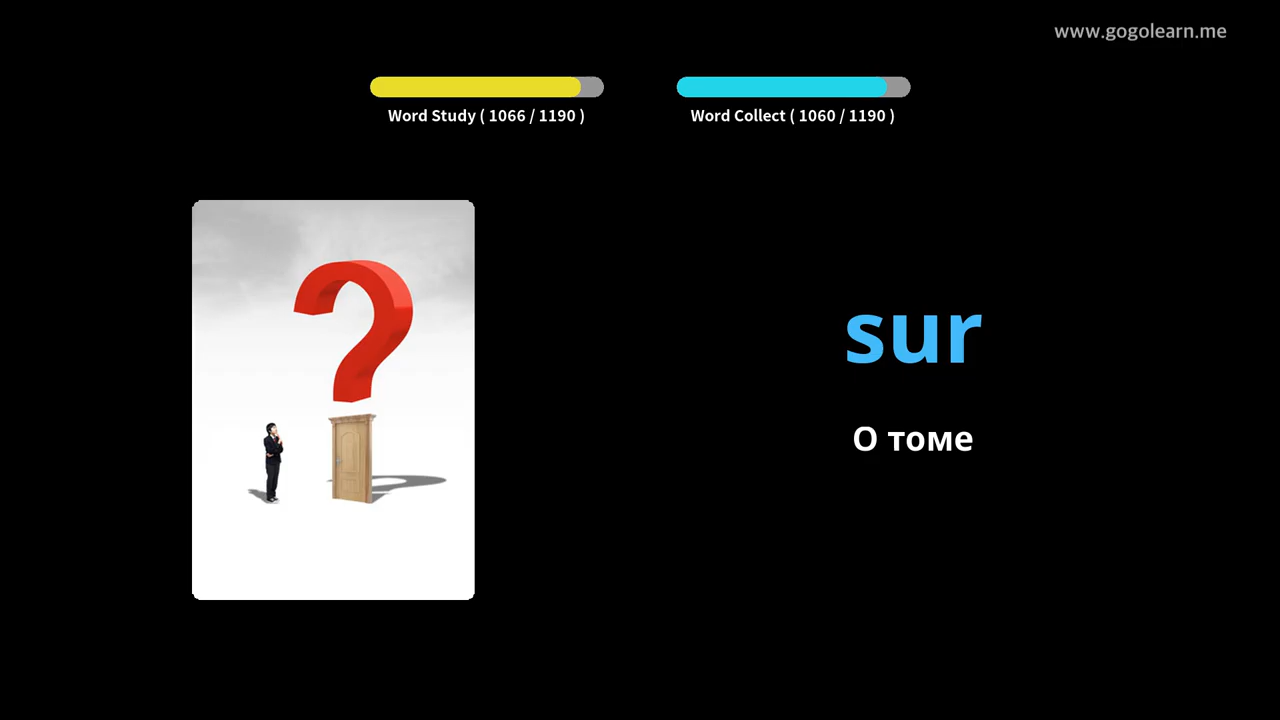 www.gogolearn.me
Word Study ( 1066 / 1190 )
Word Collect ( 1060 / 1190 )
sur
О томе